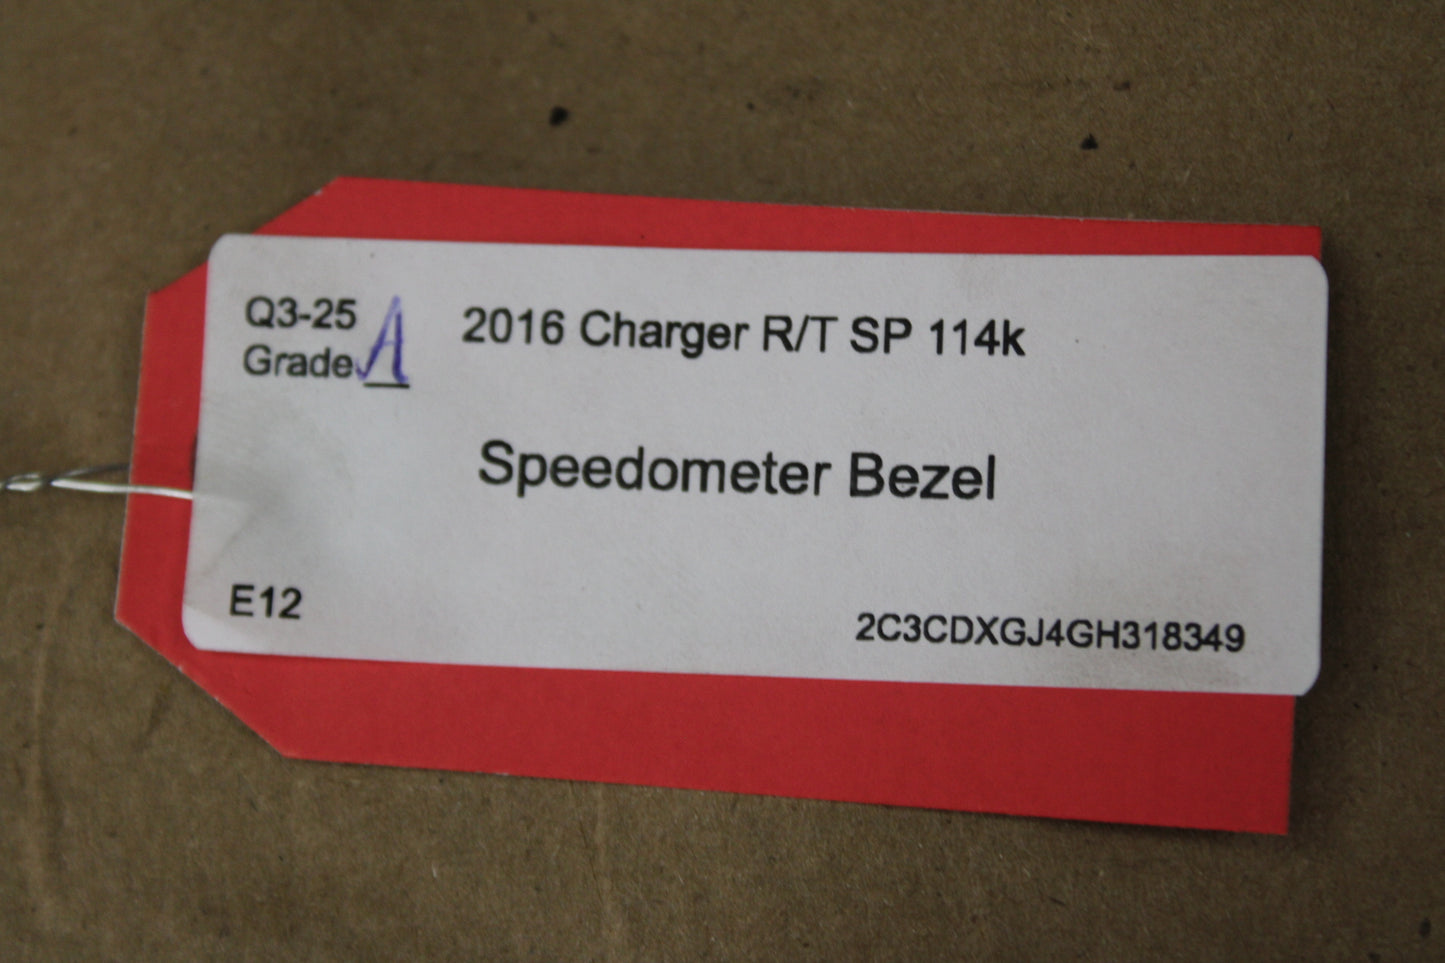 Q3-25
Grade A
2016 Charger R/T SP 114k
Speedometer Bezel
E12
2C3CDXGJ4GH318349